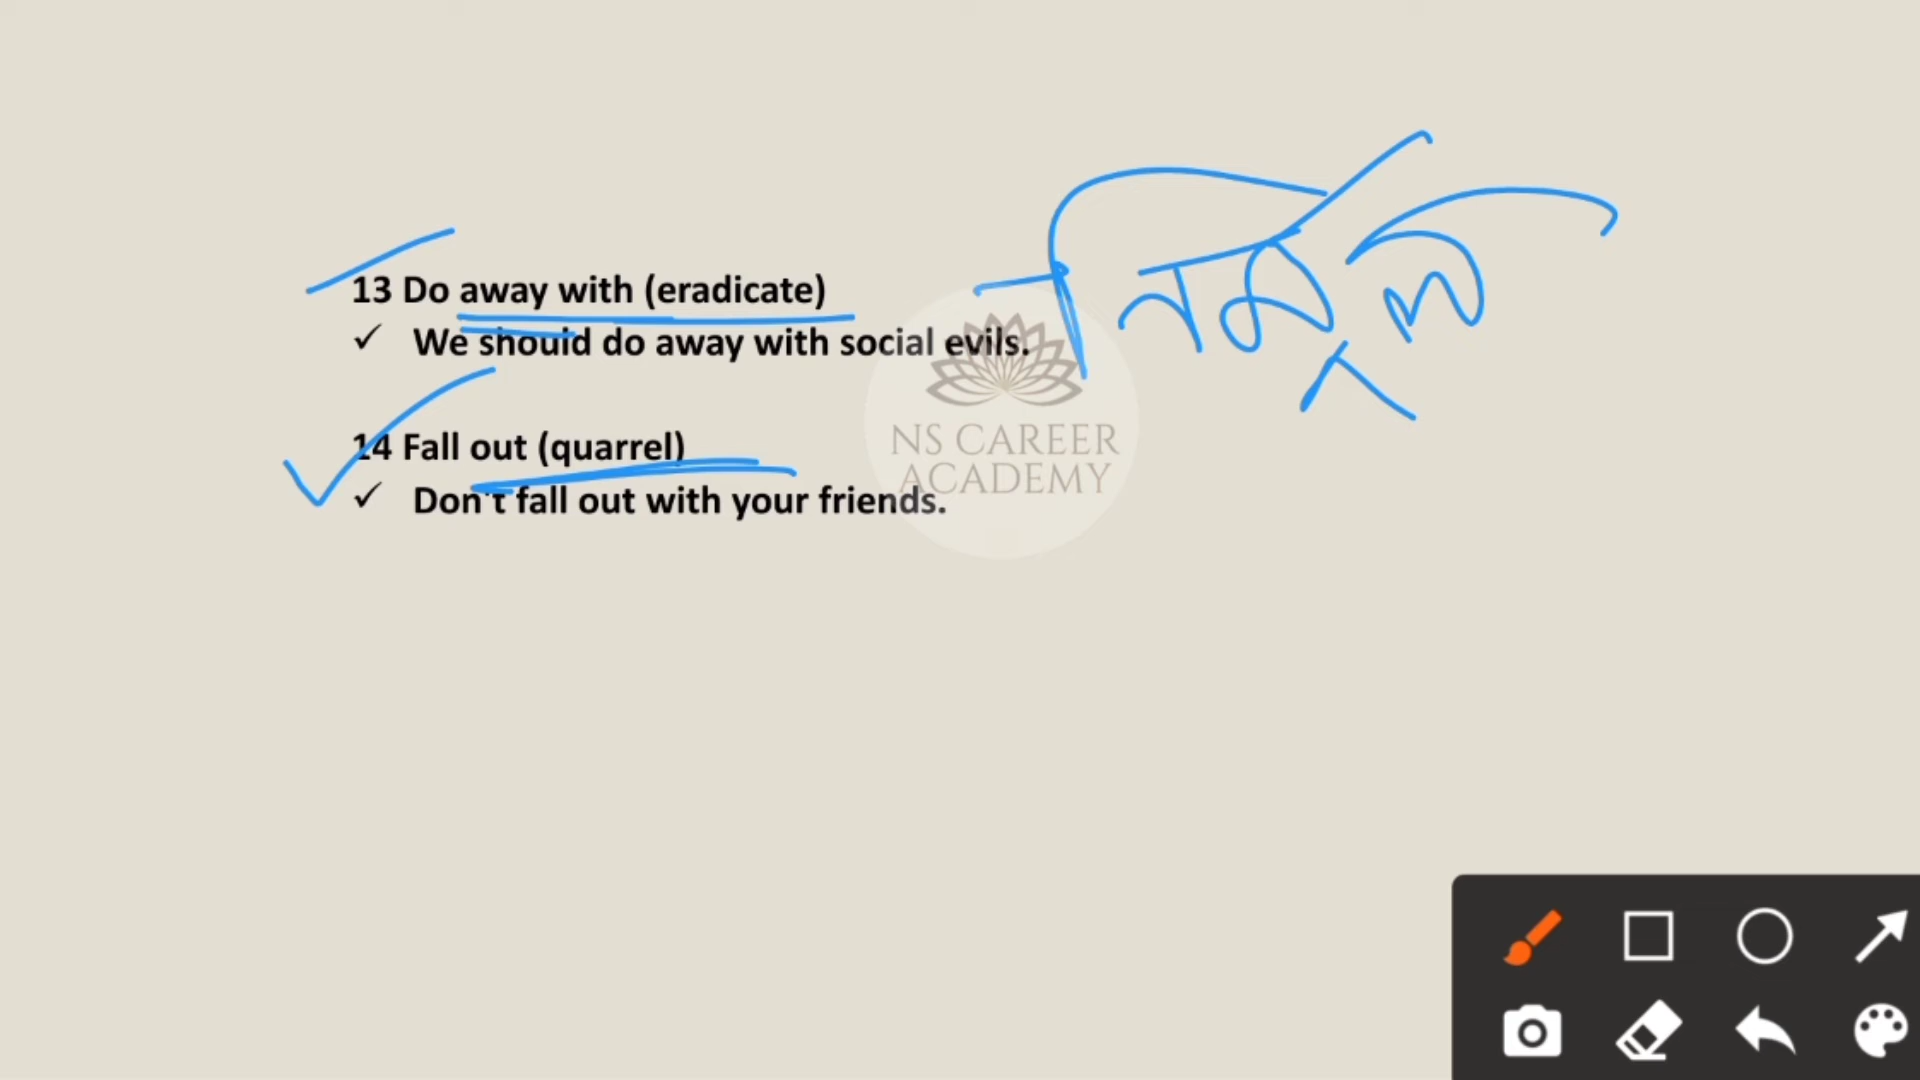 13 Do away with (eradicate)
✓ We should do away with social evils.
নির্মূল
14 Fall out (quarrel)
✓ Don't fall out with your friends.
NS CAREER
ACADEMY